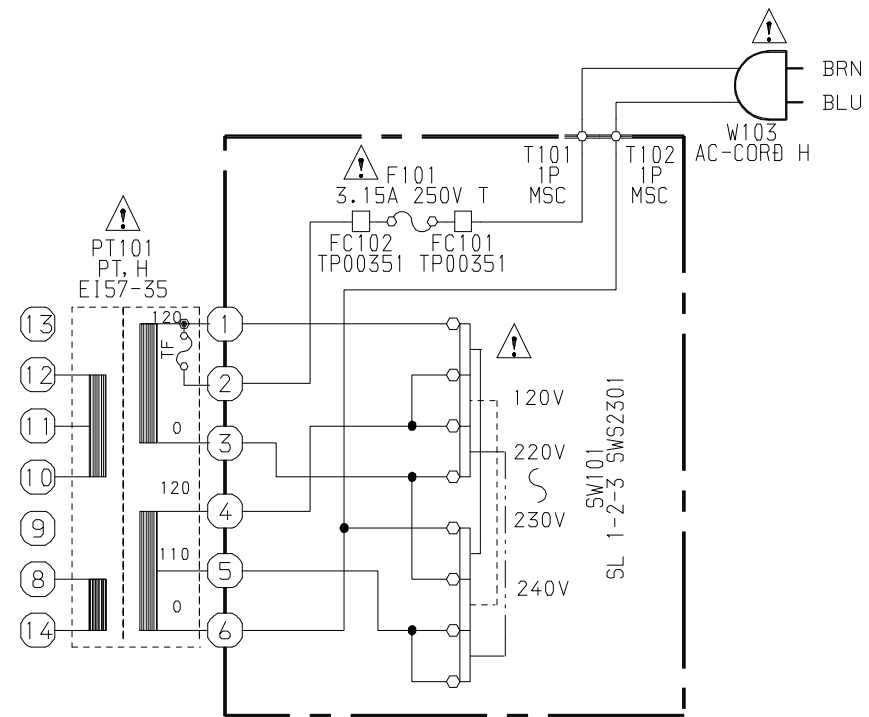 BRN
BLU
W103
AC-CORD H
T101
1P
MSC
T102
1P
MSC
F101
3.15A 250V T
FC102
TP00351
FC101
TP00351
PT101
PT, H
EI57-35
13
12
11
10
9
8
14
120
TF
0
120
110
0
1
2
3
4
5
6
120V
220V
230V
240V
SW101
SL 1-2-3 SWS2301